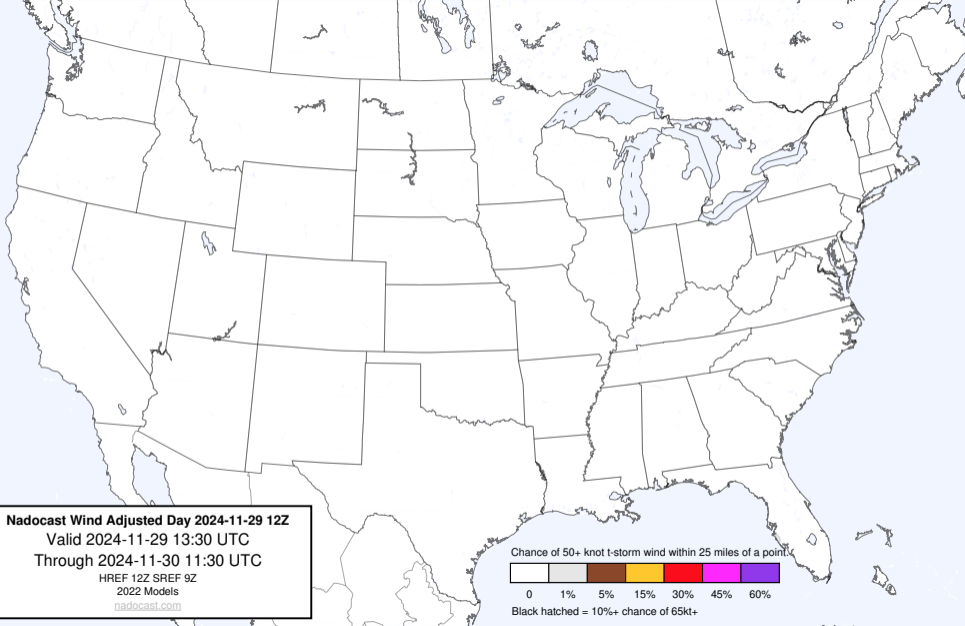 Nadocast Wind Adjusted Day 2024-11-29 12Z
Valid 2024-11-29 13:30 UTC
Through 2024-11-30 11:30 UTC
HREF 12Z SREF 9Z
2022 Models
nadocast.com
Chance of 50+ knot t-storm wind within 25 miles of a point.
0 1% 5% 15% 30% 45% 60%
Black hatched = 10%+ chance of 65kt+